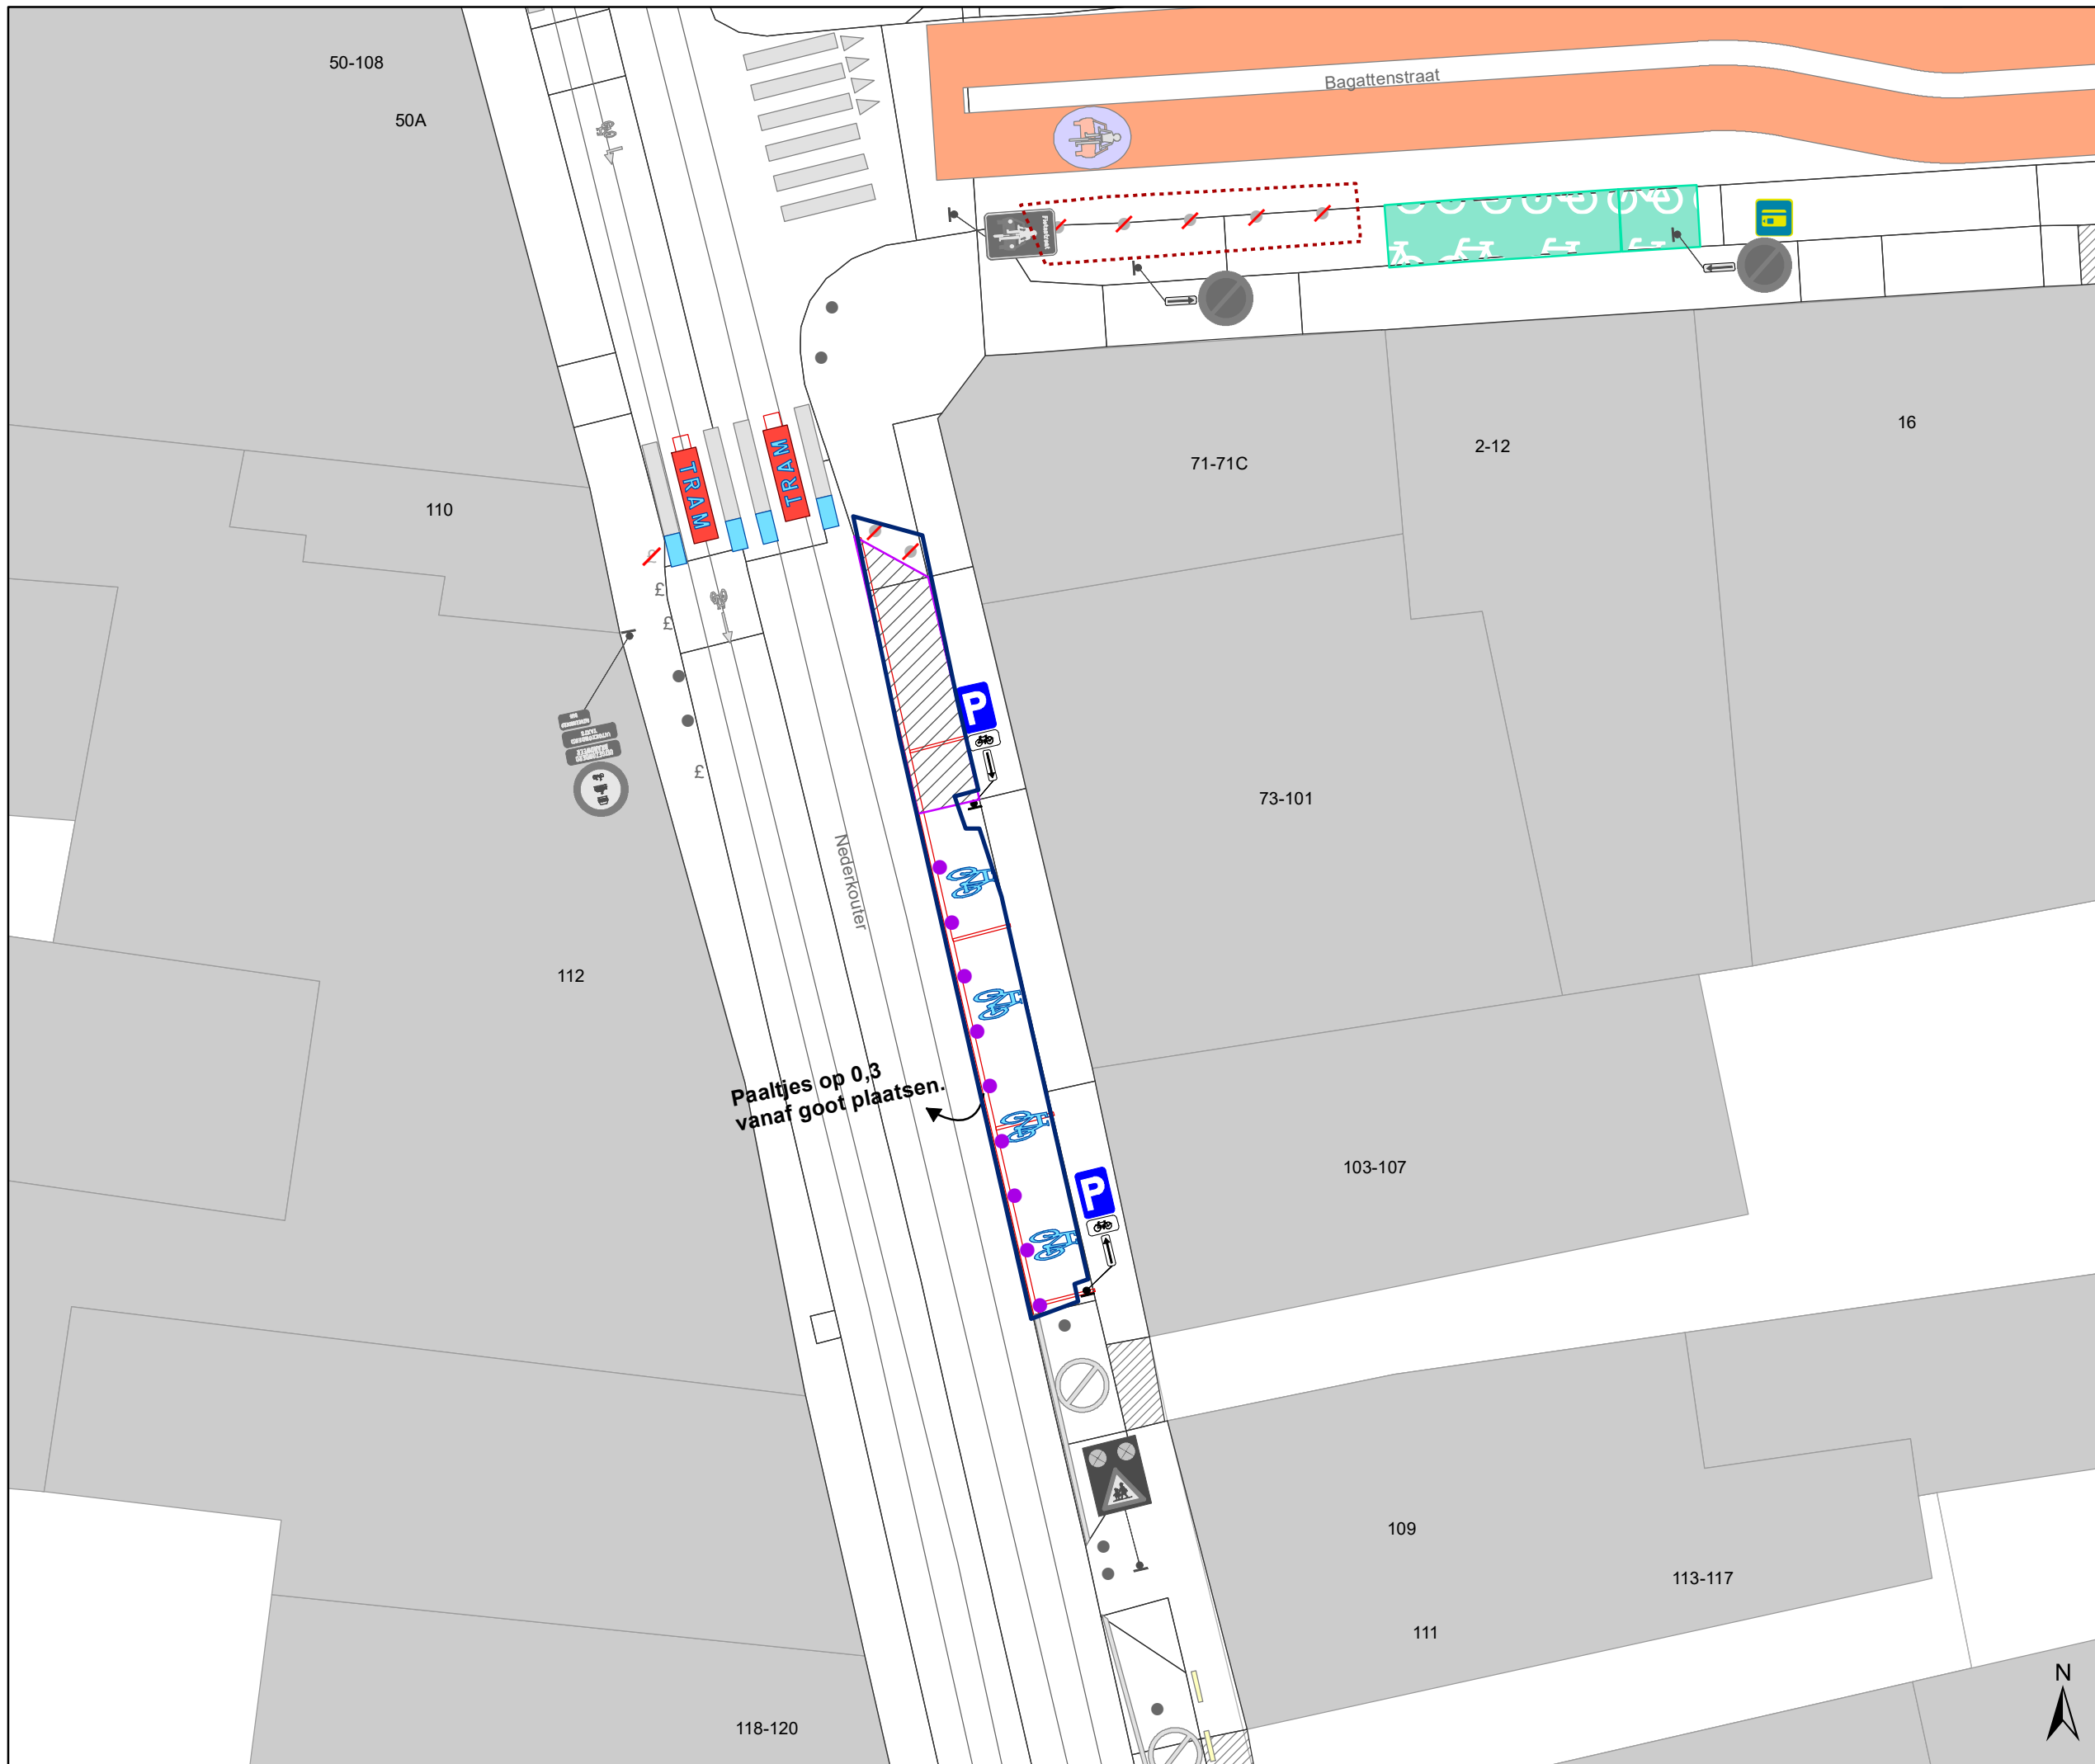 50-108
Bagattenstraat
50A
Fietsstraat
16
2-12
71-71C
TRAM
TRAM
110
£
£
£
£
P
73-101
Nederkouter
112
Paaltjes op 0,3
vanaf goot plaatsen.
103-107
P
109
113-117
111
N
118-120